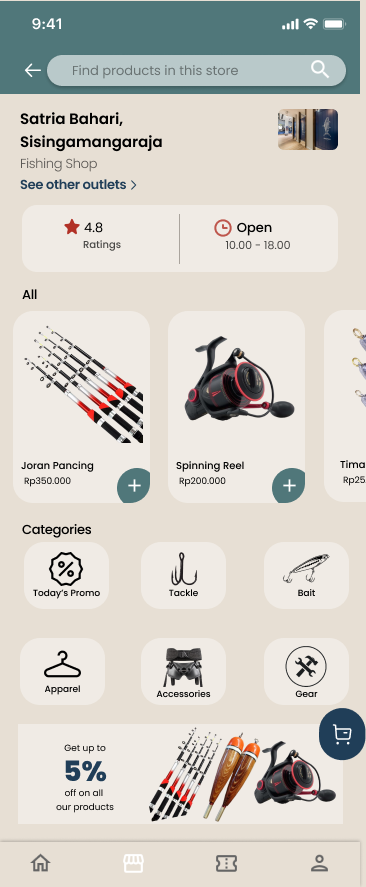 9:41
Find products in this store
Satria Bahari,
Sisingamangaraja
Fishing Shop
See other outlets
4.8
Ratings
Open
10.00 - 18.00
All
Joran Pancing
Rp350.000
Spinning Reel
Rp200.000
Tima
Rp25
Categories
Today's Promo
Tackle
Bait
Apparel
Accessories
Gear
Get up to
5%
off on all
our products